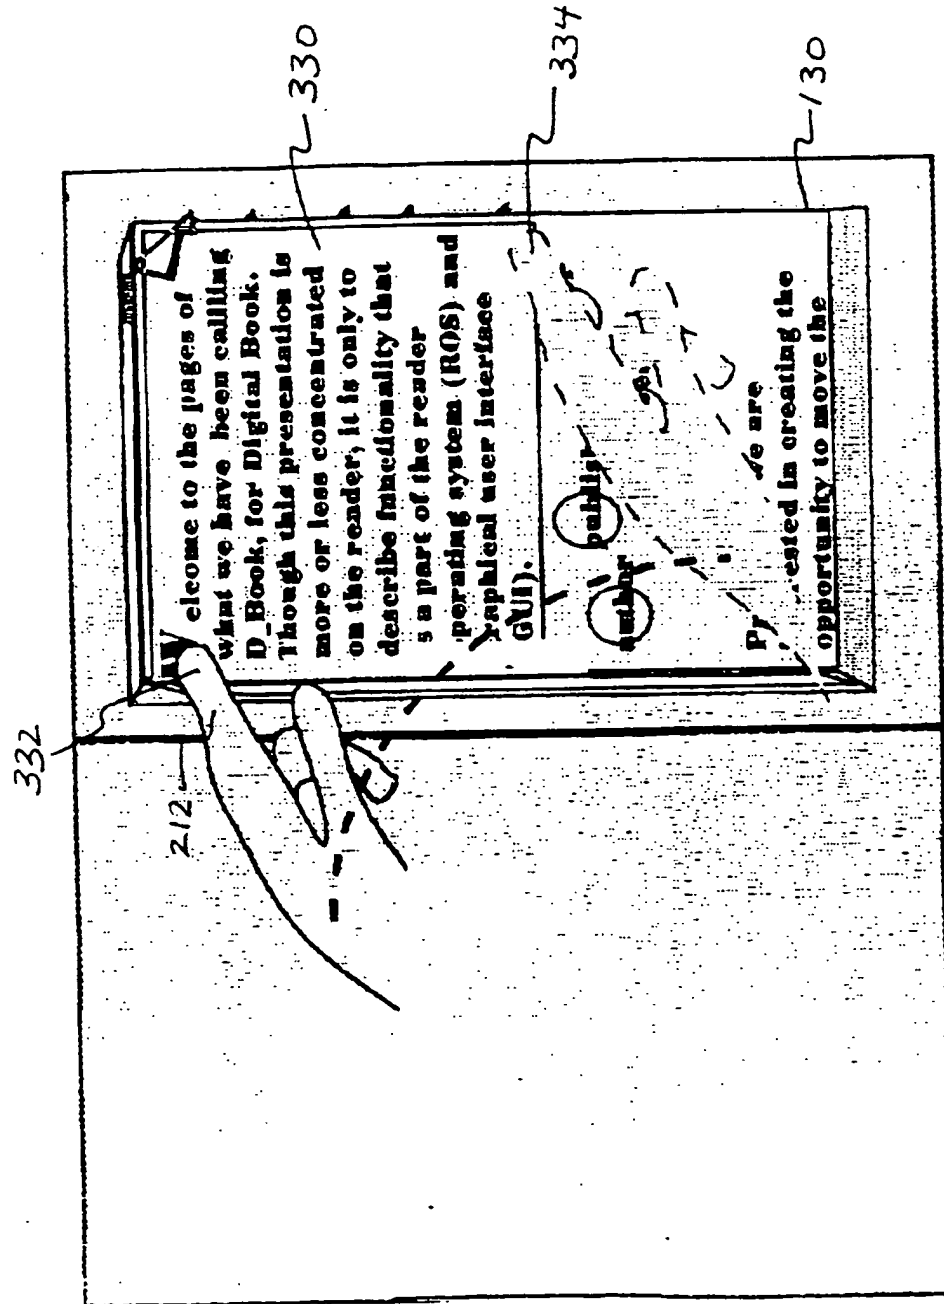 330
334
130
332
212
W
elcome to the pages of
what we have been callling
D_Book, for Digital Book.
Though this presentation is
more or less concentrated
on the reader, it is only to
describe functionality that
s a part of the reader
perating system (ROS) and
raphical user interface
GUI).
author publis
we are
ested in creating the
opportunity to move the